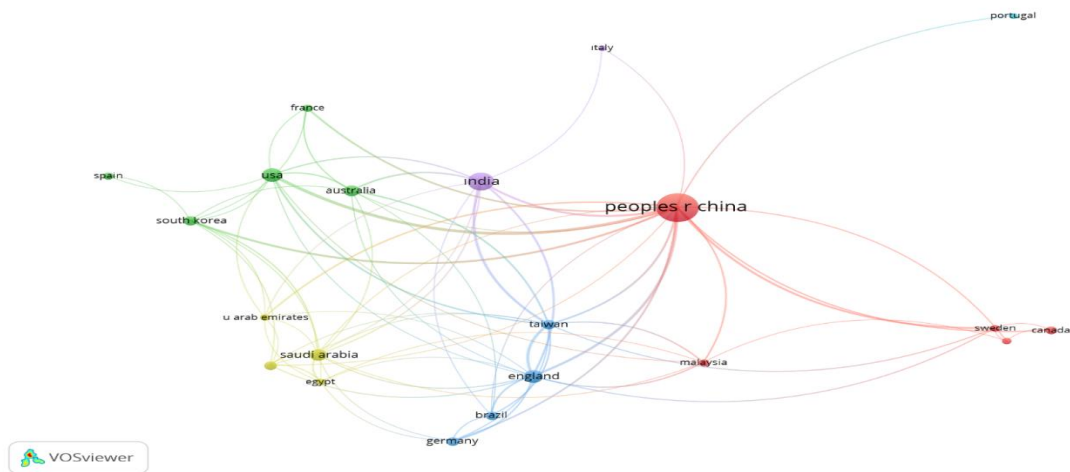 portugal
italy
france
spain
usa
australia
india
south korea
peoples r china
u arab emirates
taiwan
sweden
canada
saudi arabia
malaysia
egypt
england
brazil
germany
VOSviewer